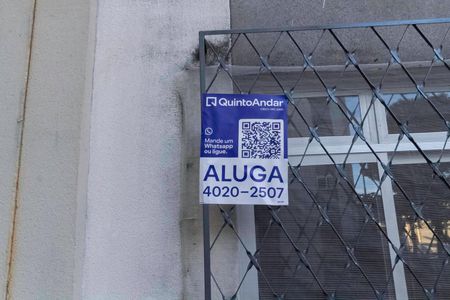 QuintoAndar
Mande um
Whatsapp
ou ligue.
ALUGA
4020-2507